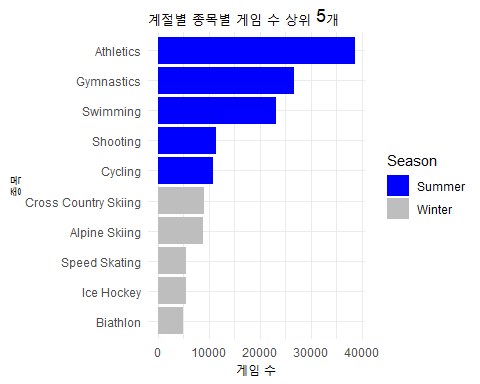 계절별 종목별 게임 수 상위 5개
Athletics
Gymnastics
Swimming
Shooting
Cycling
Cross Country Skiing
Alpine Skiing
Speed Skating
Ice Hockey
Biathlon
종목
0 10000 20000 30000 40000
게임 수
Season
Summer
Winter